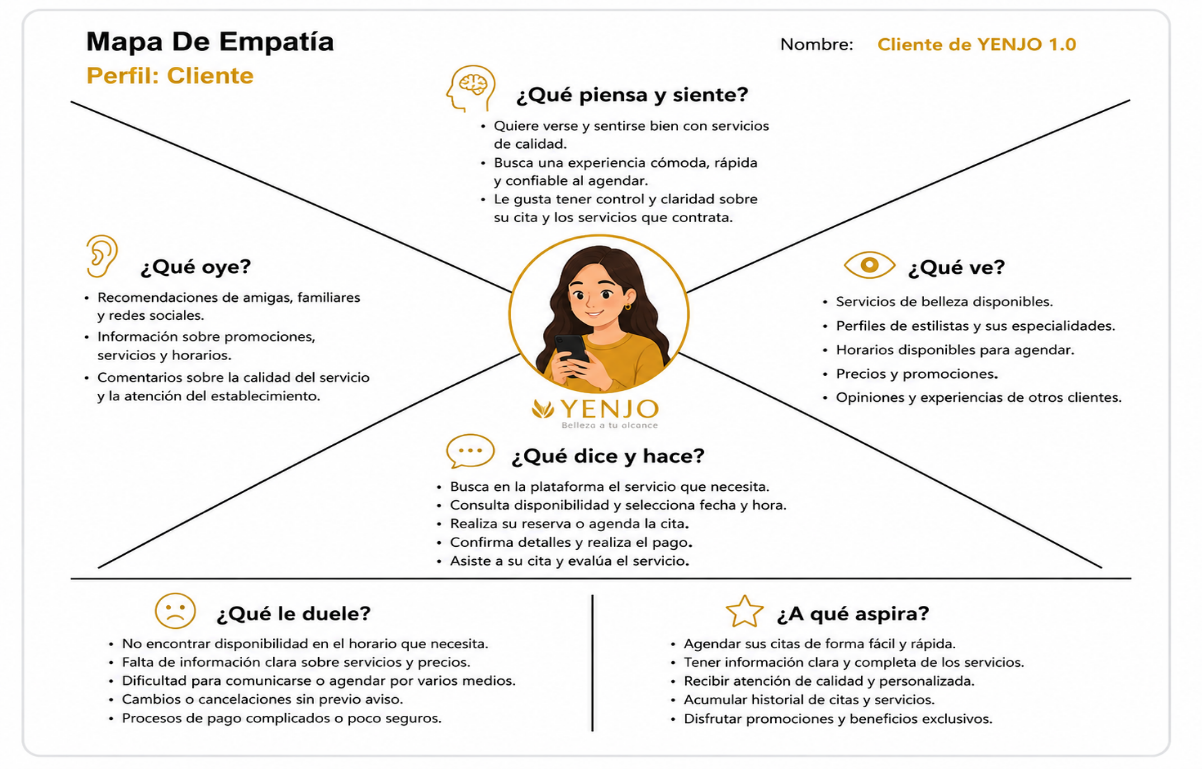 Mapa De Empatía
Perfil: Cliente
Nombre: Cliente de YENJO 1.0
¿Qué piensa y siente?
• Quiere verse y sentirse bien con servicios
de calidad.
• Busca una experiencia cómoda, rápida
y confiable al agendar.
• Le gusta tener control y claridad sobre
su cita y los servicios que contrata.
¿Qué oye?
• Recomendaciones de amigas, familiares
y redes sociales.
• Información sobre promociones,
servicios y horarios.
• Comentarios sobre la calidad del servicio
y la atención del establecimiento.
¿Qué ve?
• Servicios de belleza disponibles.
• Perfiles de estilistas y sus especialidades.
• Horarios disponibles para agendar.
• Precios y promociones.
• Opiniones y experiencias de otros clientes.
YENJO
Belleza a tu alcance
¿Qué dice y hace?
• Busca en la plataforma el servicio que necesita.
• Consulta disponibilidad y selecciona fecha y hora.
• Realiza su reserva o agenda la cita.
• Confirma detalles y realiza el pago.
• Asiste a su cita y evalúa el servicio.
¿Qué le duele?
• No encontrar disponibilidad en el horario que necesita.
• Falta de información clara sobre servicios y precios.
• Dificultad para comunicarse o agendar por varios medios.
• Cambios o cancelaciones sin previo aviso.
• Procesos de pago complicados o poco seguros.
¿A qué aspira?
• Agendar sus citas de forma fácil y rápida.
• Tener información clara y completa de los servicios.
• Recibir atención de calidad y personalizada.
• Acumular historial de citas y servicios.
• Disfrutar promociones y beneficios exclusivos.